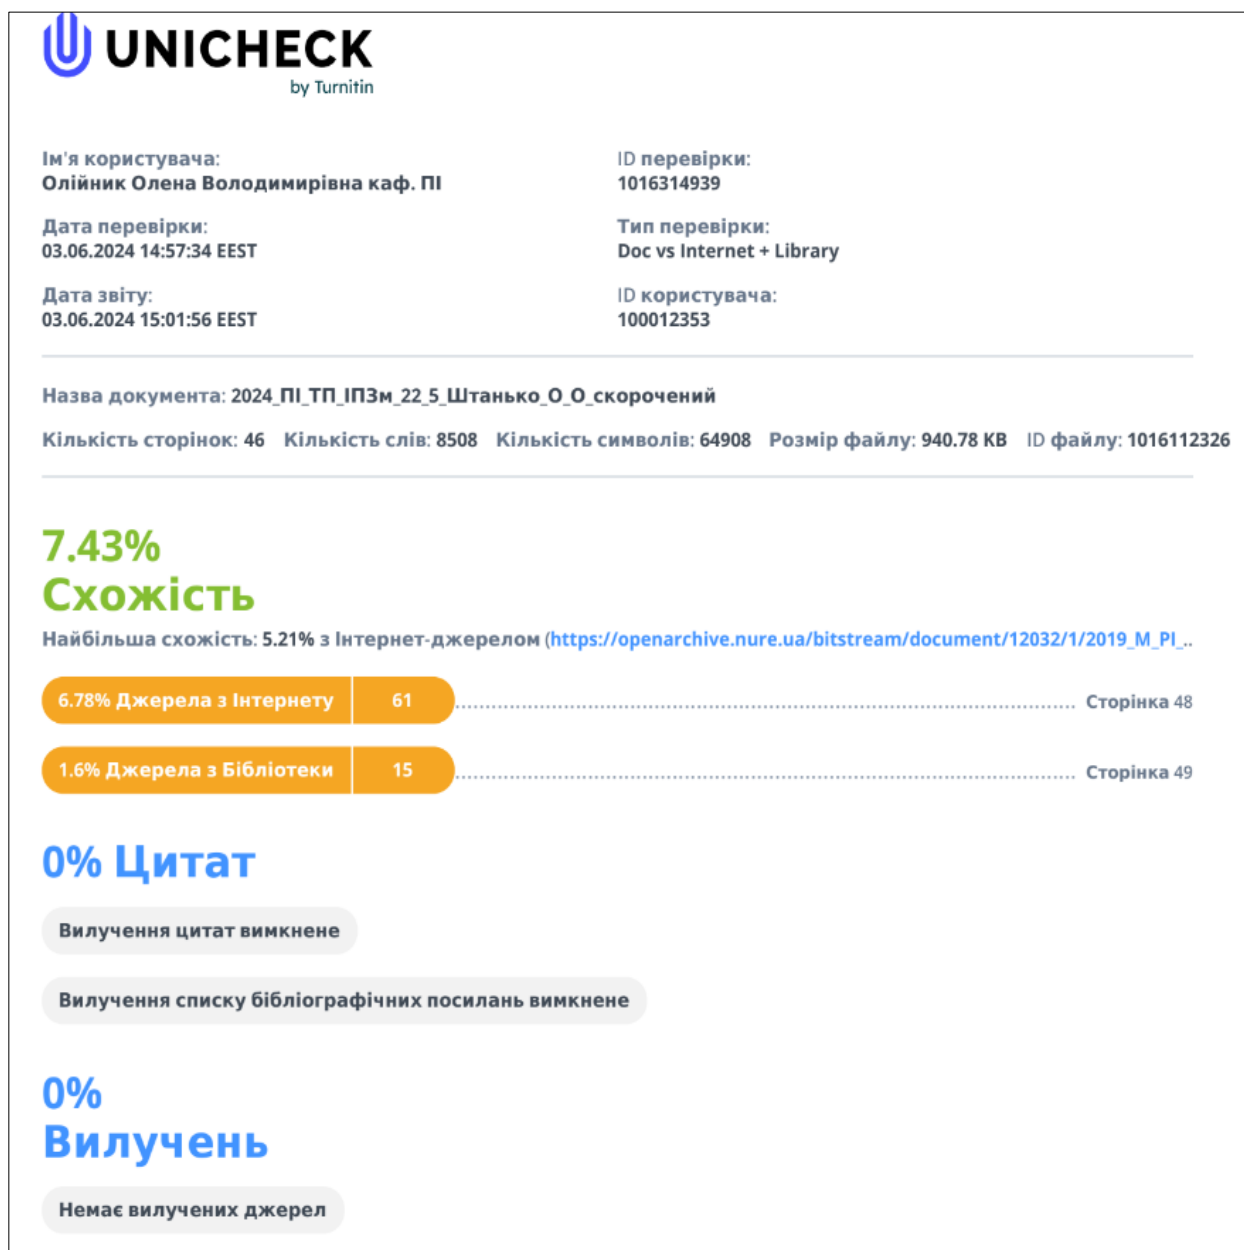 UNICHECK
by Turnitin
Ім'я користувача:
Олійник Олена Володимирівна каф. ПІ
ID перевірки:
1016314939
Дата перевірки:
03.06.2024 14:57:34 EEST
Тип перевірки:
Doc vs Internet + Library
Дата звіту:
03.06.2024 15:01:56 EEST
ID користувача:
100012353
Назва документа: 2024_ПІ_ТП_ІПЗм_22_5_Штанько_О_О_скорочений
Кількість сторінок: 46 Кількість слів: 8508 Кількість символів: 64908 Розмір файлу: 940.78 KB ID файлу: 1016112326
7.43%
Схожість
Найбільша схожість: 5.21% з Інтернет-джерелом (https://openarchive.nure.ua/bitstream/document/12032/1/2019_M_PI_..
6.78% Джерела з Інтернету 61 Сторінка 48
1.6% Джерела з Бібліотеки 15 Сторінка 49
0% Цитат
Вилучення цитат вимкнене
Вилучення списку бібліографічних посилань вимкнене
0%
Вилучень
Немає вилучених джерел